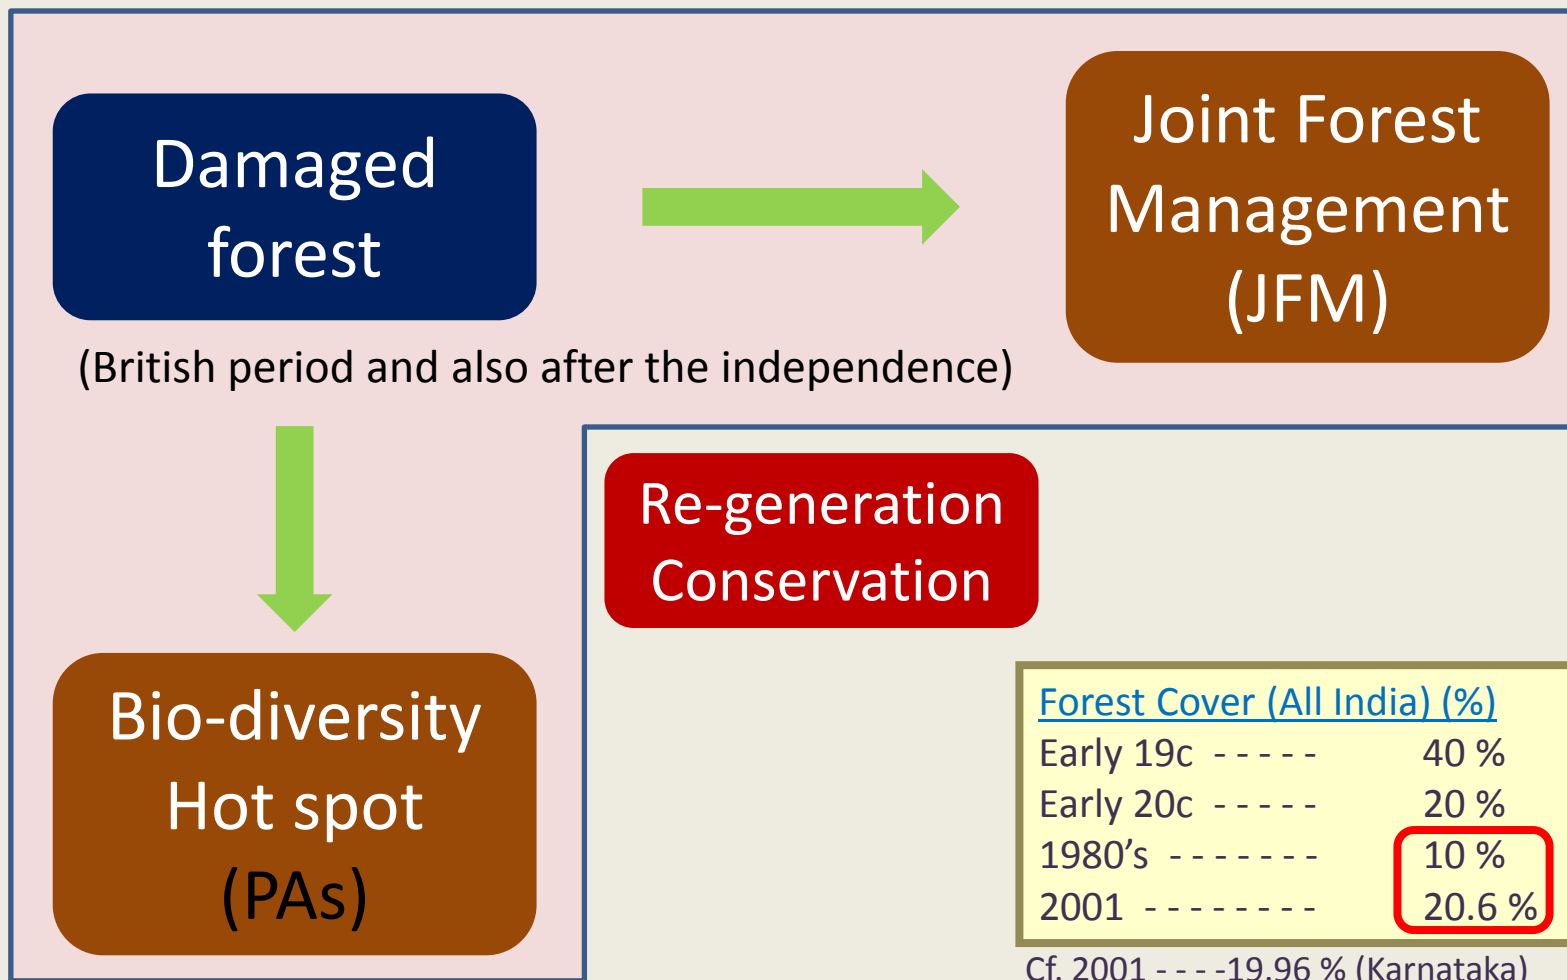 Damaged
forest
Joint Forest
Management
(JFM)
(British period and also after the independence)
Re-generation
Conservation
Bio-diversity
Hot spot
(PAs)
Forest Cover (All India) (%)
Early 19c - - - - - 40 %
Early 20c - - - - - 20 %
1980’s - - - - - - - 10 %
2001 - - - - - - - - 20.6 %
Cf. 2001 - - - -19.96 % (Karnataka)